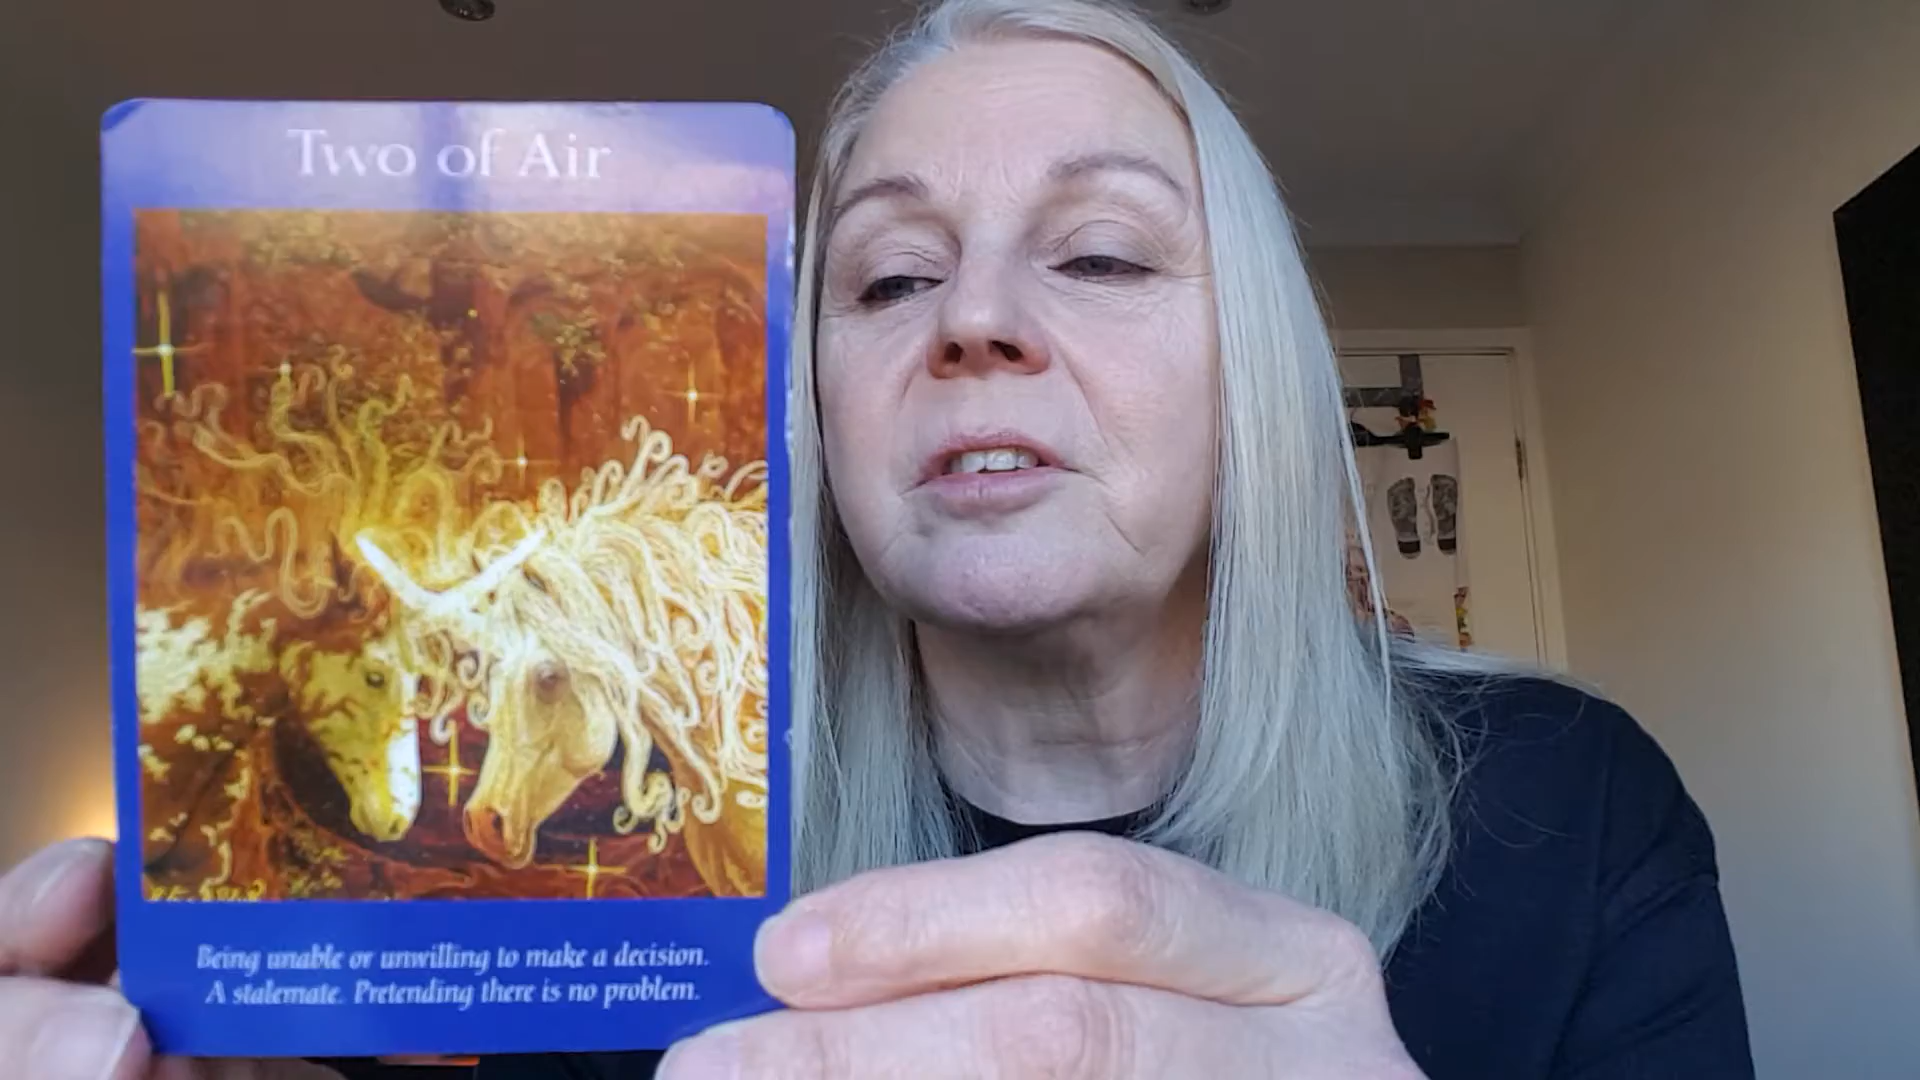 Two of Air
Being unable or unwilling to make a decision.
A stalemate. Pretending there is no problem.